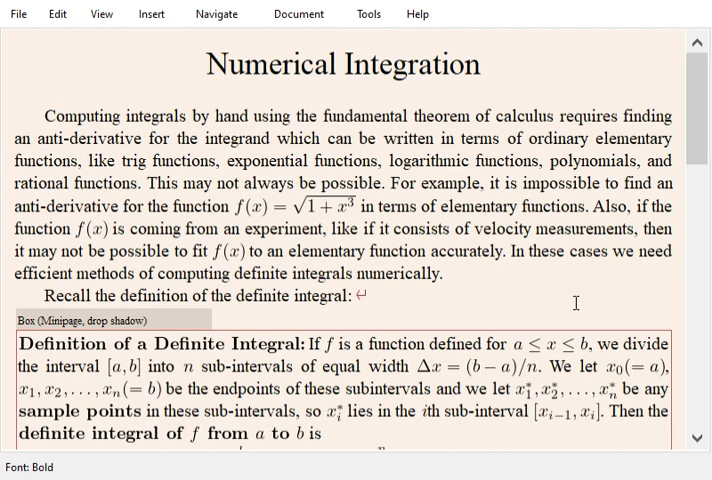 File Edit View Insert Navigate Document Tools Help
Numerical Integration
Computing integrals by hand using the fundamental theorem of calculus requires finding
an anti-derivative for the integrand which can be written in terms of ordinary elementary
functions, like trig functions, exponential functions, logarithmic functions, polynomials, and
rational functions. This may not always be possible. For example, it is impossible to find an
anti-derivative for the function f(x) = √(1 + x³) in terms of elementary functions. Also, if the
function f(x) is coming from an experiment, like if it consists of velocity measurements, then
it may not be possible to fit f(x) to an elementary function accurately. In these cases we need
efficient methods of computing definite integrals numerically.
Recall the definition of the definite integral: ↵
Box (Minipage, drop shadow)
Definition of a Definite Integral: If f is a function defined for a ≤ x ≤ b, we divide
the interval [a, b] into n sub-intervals of equal width Δx = (b − a)/n. We let x₀(= a),
x₁, x₂, . . . , xₙ(= b) be the endpoints of these subintervals and we let x₁*, x₂*, . . . , xₙ* be any
sample points in these sub-intervals, so xᵢ* lies in the ith sub-interval [xᵢ₋₁, xᵢ]. Then the
definite integral of f from a to b is
Font: Bold